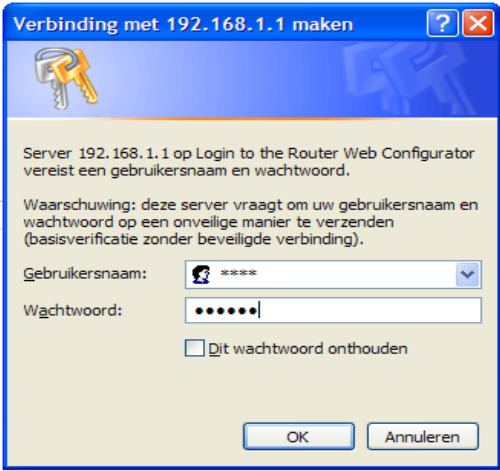 Verbinding met 192.168.1.1 maken
Server 192.168.1.1 op Login to the Router Web Configurator
vereist een gebruikersnaam en wachtwoord.
Waarschuwing: deze server vraagt om uw gebruikersnaam en
wachtwoord op een onveilige manier te verzenden
(basisverificatie zonder beveiligde verbinding).
Gebruikersnaam: ****
Wachtwoord: ●●●●●●
Dit wachtwoord onthouden
OK Annuleren